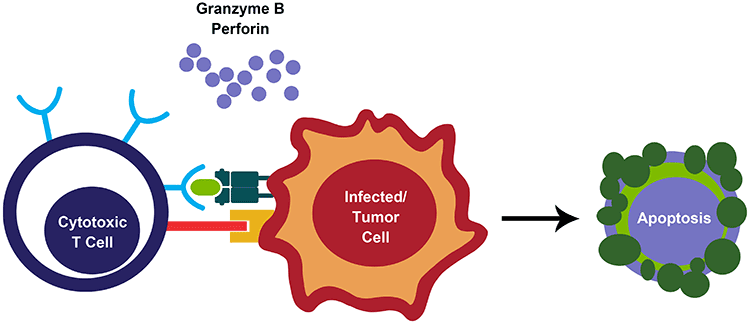 Granzyme B
Perforin
Cytotoxic
T Cell
Infected/
Tumor
Cell
Apoptosis